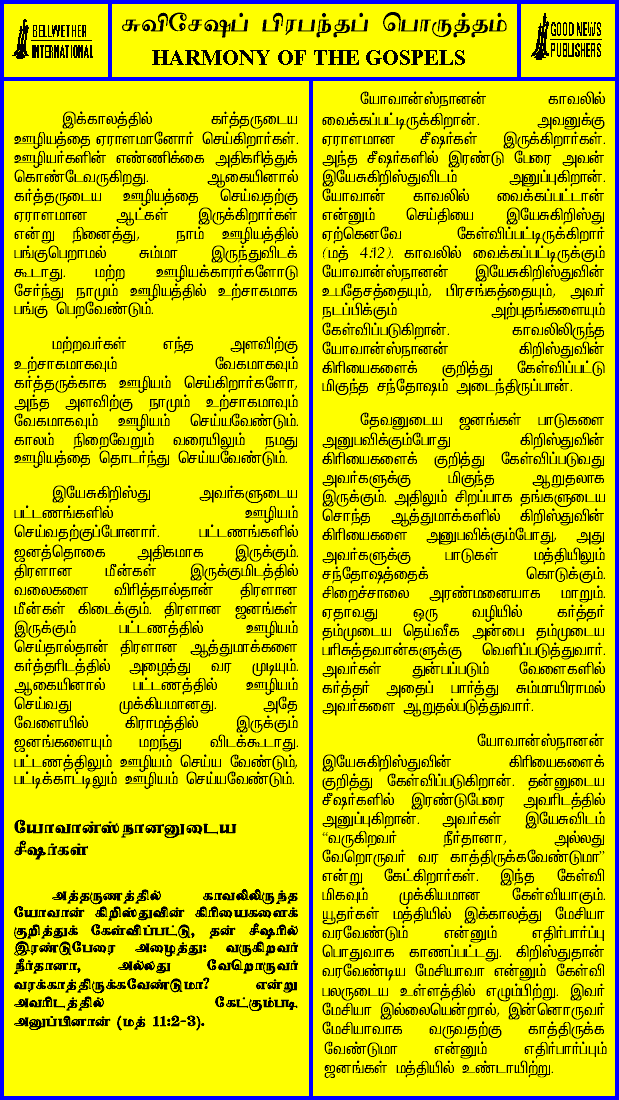 BELLWETHER
INTERNATIONAL
சுவிசேஷப் பிரபந்தப் பொருத்தம்
HARMONY OF THE GOSPELS
GOOD NEWS
PUBLISHERS
இக்காலத்தில் கர்த்தருடைய
ஊழியத்தை ஏராளமானோர் செய்கிறார்கள்.
ஊழியர்களின் எண்ணிக்கை அதிகரித்துக்
கொண்டேவருகிறது. ஆகையினால்
கர்த்தருடைய ஊழியத்தை செய்வதற்கு
ஏராளமான ஆட்கள் இருக்கிறார்கள்
என்று நினைத்து, நாம் ஊழியத்தில்
பங்குபெறாமல் சும்மா இருந்துவிடக்
கூடாது. மற்ற ஊழியக்காரர்களோடு
சேர்ந்து நாமும் ஊழியத்தில் உற்சாகமாக
பங்கு பெறவேண்டும்.
மற்றவர்கள் எந்த அளவிற்கு
உற்சாகமாகவும் வேகமாகவும்
கர்த்தருக்காக ஊழியம் செய்கிறார்களோ,
அந்த அளவிற்கு நாமும் உற்சாகமாவும்
வேகமாகவும் ஊழியம் செய்யவேண்டும்.
காலம் நிறைவேறும் வரையிலும் நமது
ஊழியத்தை தொடர்ந்து செய்யவேண்டும்.
இயேசுகிறிஸ்து அவர்களுடைய
பட்டணங்களில் ஊழியம்
செய்வதற்குப்போனார். பட்டணங்களில்
ஜனத்தொகை அதிகமாக இருக்கும்.
திரளான மீன்கள் இருக்குமிடத்தில்
வலைகளை விரித்தால்தான் திரளான
மீன்கள் கிடைக்கும். திரளான ஜனங்கள்
இருக்கும் பட்டணத்தில் ஊழியம்
செய்தால்தான் திரளான ஆத்துமாக்களை
கர்த்தரிடத்தில் அழைத்து வர முடியும்.
ஆகையினால் பட்டணத்தில் ஊழியம்
செய்வது முக்கியமானது. அதே
வேளையில் கிராமத்தில் இருக்கும்
ஜனங்களையும் மறந்து விடக்கூடாது.
பட்டணத்திலும் ஊழியம் செய்ய வேண்டும்,
பட்டிக்காட்டிலும் ஊழியம் செய்யவேண்டும்.
யோவான்ஸ்நானனுடைய
சீஷர்கள்
அத்தருணத்தில் காவலிலிருந்த
யோவான் கிறிஸ்துவின் கிரியைகளைக்
குறித்துக் கேள்விப்பட்டு, தன் சீஷரில்
இரண்டுபேரை அழைத்து: வருகிறவர்
நீர்தானா, அல்லது வேறொருவர்
வரக்காத்திருக்கவேண்டுமா? என்று
அவரிடத்தில் கேட்கும்படி
அனுப்பினான் (மத் 11:2-3).
யோவான்ஸ்நானன் காவலில்
வைக்கப்பட்டிருக்கிறான். அவனுக்கு
ஏராளமான சீஷர்கள் இருக்கிறார்கள்.
அந்த சீஷர்களில் இரண்டு பேரை அவன்
இயேசுகிறிஸ்துவிடம் அனுப்புகிறான்.
யோவான் காவலில் வைக்கப்பட்டான்
என்னும் செய்தியை இயேசுகிறிஸ்து
ஏற்கெனவே கேள்விப்பட்டிருக்கிறார்
(மத் 4:12). காவலில் வைக்கப்பட்டிருக்கும்
யோவான்ஸ்நானன் இயேசுகிறிஸ்துவின்
உபதேசத்தையும், பிரசங்கத்தையும், அவர்
நடப்பிக்கும் அற்புதங்களையும்
கேள்விப்படுகிறான். காவலிலிருந்த
யோவான்ஸ்நானன் கிறிஸ்துவின்
கிரியைகளைக் குறித்து கேள்விப்பட்டு
மிகுந்த சந்தோஷம் அடைந்திருப்பான்.
தேவனுடைய ஜனங்கள் பாடுகளை
அனுபவிக்கும்போது கிறிஸ்துவின்
கிரியைகளைக் குறித்து கேள்விப்படுவது
அவர்களுக்கு மிகுந்த ஆறுதலாக
இருக்கும். அதிலும் சிறப்பாக தங்களுடைய
சொந்த ஆத்துமாக்களில் கிறிஸ்துவின்
கிரியைகளை அனுபவிக்கும்போது, அது
அவர்களுக்கு பாடுகள் மத்தியிலும்
சந்தோஷத்தைக் கொடுக்கும்.
சிறைச்சாலை அரண்மனையாக மாறும்.
ஏதாவது ஒரு வழியில் கர்த்தர்
தம்முடைய தெய்வீக அன்பை தம்முடைய
பரிசுத்தவான்களுக்கு வெளிப்படுத்துவார்.
அவர்கள் துன்பப்படும் வேளைகளில்
கர்த்தர் அதைப் பார்த்து சும்மாயிராமல்
அவர்களை ஆறுதல்படுத்துவார்.
யோவான்ஸ்நானன்
இயேசுகிறிஸ்துவின் கிரியைகளைக்
குறித்து கேள்விப்படுகிறான். தன்னுடைய
சீஷர்களில் இரண்டுபேரை அவரிடத்தில்
அனுப்புகிறான். அவர்கள் இயேசுவிடம்
“வருகிறவர் நீர்தானா, அல்லது
வேறொருவர் வர காத்திருக்கவேண்டுமா”
என்று கேட்கிறார்கள். இந்த கேள்வி
மிகவும் முக்கியமான கேள்வியாகும்.
யூதர்கள் மத்தியில் இக்காலத்து மேசியா
வரவேண்டும் என்னும் எதிர்பார்ப்பு
பொதுவாக காணப்பட்டது. கிறிஸ்துதான்
வரவேண்டிய மேசியாவா என்னும் கேள்வி
பலருடைய உள்ளத்தில் எழும்பிற்று. இவர்
மேசியா இல்லையென்றால், இன்னொருவர்
மேசியாவாக வருவதற்கு காத்திருக்க
வேண்டுமா என்னும் எதிர்பார்ப்பும்
ஜனங்கள் மத்தியில் உண்டாயிற்று.